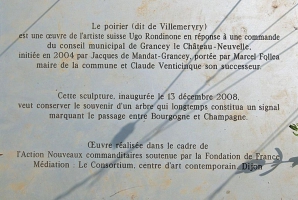 Le poirier (dit de Villemervry)
est une œuvre de l'artiste suisse Ugo Rondinone en réponse à une commande
du conseil municipal de Grancey le Château-Neuvelle,
initiée en 2004 par Jacques de Mandat-Grancey, portée par Marcel Follea
maire de la commune et Claude Venticinque son successeur.
Cette sculpture, inaugurée le 13 décembre 2008,
veut conserver le souvenir d'un arbre qui longtemps constitua un signal
marquant le passage entre Bourgogne et Champagne.
Œuvre réalisée dans le cadre de
l'Action Nouveaux commanditaires soutenue par la Fondation de France
Médiation : Le Consortium, centre d'art contemporain, Dijon